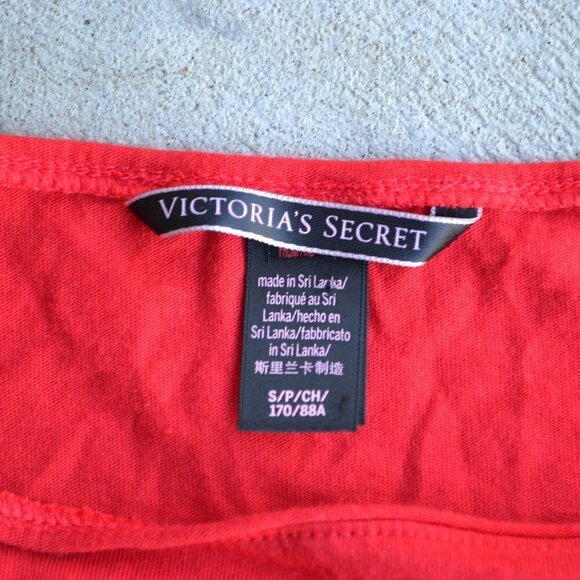 VICTORIA'S SECRET
made in Sri Lanka/
fabriqué au Sri
Lanka/hecho en
Sri Lanka/fabbricato
in Sri Lanka/
斯里兰卡制造
S/P/CH/
170/88A